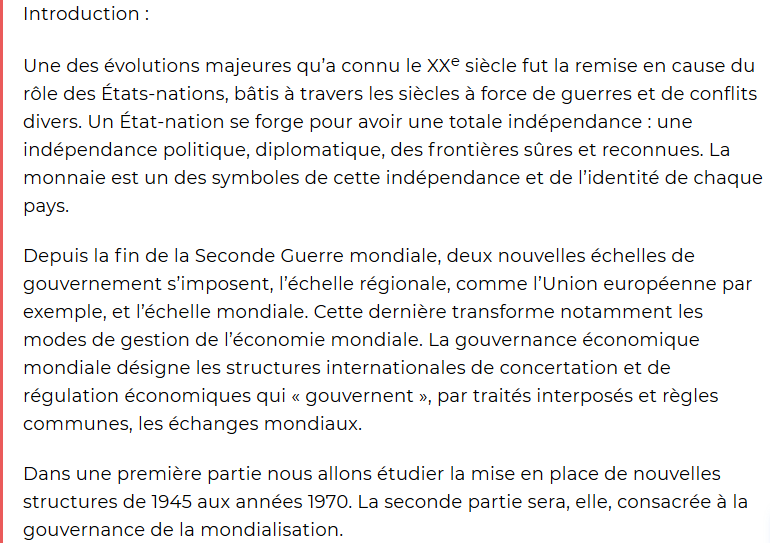 Introduction :
Une des évolutions majeures qu’a connu le XXe siècle fut la remise en cause du
rôle des États-nations, bâtis à travers les siècles à force de guerres et de conflits
divers. Un État-nation se forge pour avoir une totale indépendance : une
indépendance politique, diplomatique, des frontières sûres et reconnues. La
monnaie est un des symboles de cette indépendance et de l’identité de chaque
pays.
Depuis la fin de la Seconde Guerre mondiale, deux nouvelles échelles de
gouvernement s’imposent, l’échelle régionale, comme l’Union européenne par
exemple, et l’échelle mondiale. Cette dernière transforme notamment les
modes de gestion de l’économie mondiale. La gouvernance économique
mondiale désigne les structures internationales de concertation et de
régulation économiques qui « gouvernent », par traités interposés et règles
communes, les échanges mondiaux.
Dans une première partie nous allons étudier la mise en place de nouvelles
structures de 1945 aux années 1970. La seconde partie sera, elle, consacrée à la
gouvernance de la mondialisation.